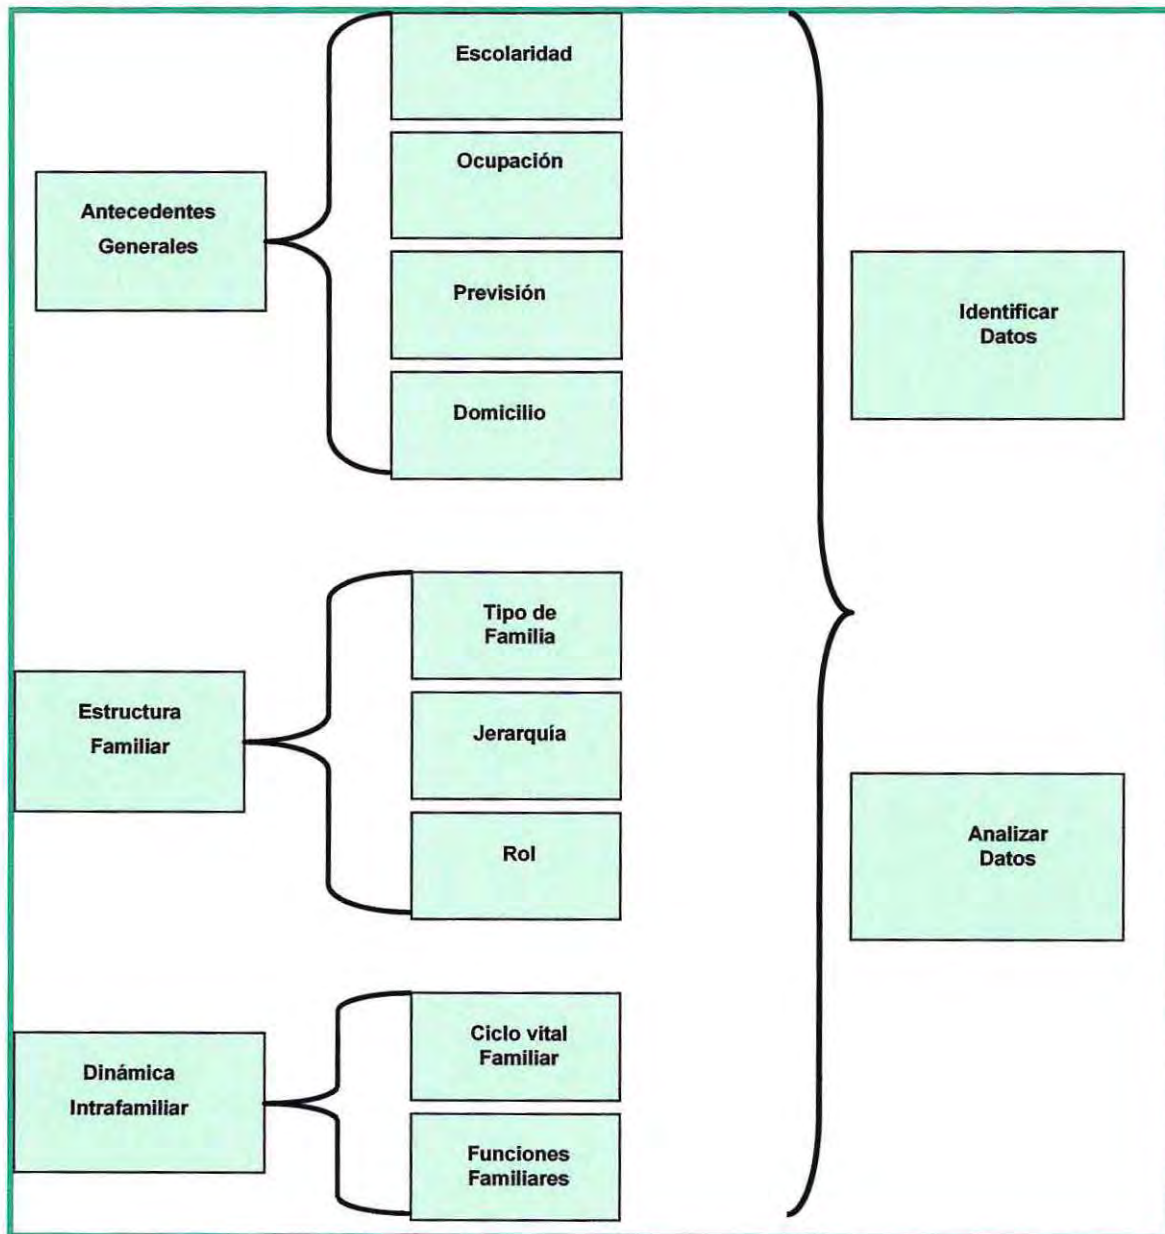 Antecedentes
Generales
Escolaridad
Ocupación
Previsión
Domicilio
Estructura
Familiar
Tipo de
Familia
Jerarquía
Rol
Dinámica
Intrafamiliar
Ciclo vital
Familiar
Funciones
Familiares
Identificar
Datos
Analizar
Datos